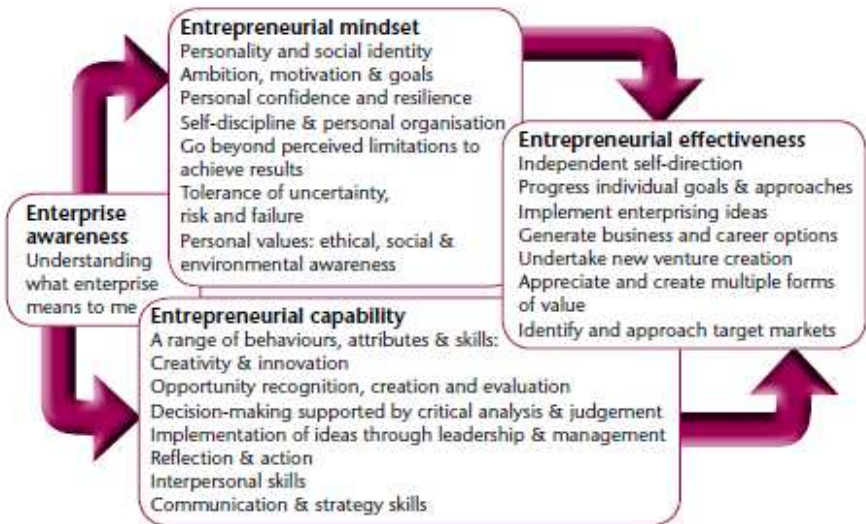 Entrepreneurial mindset
Personality and social identity
Ambition, motivation & goals
Personal confidence and resilience
Self-discipline & personal organisation
Go beyond perceived limitations to
achieve results
Tolerance of uncertainty,
risk and failure
Personal values: ethical, social &
environmental awareness
Enterprise
awareness
Understanding
what enterprise
means to me
Entrepreneurial capability
A range of behaviours, attributes & skills:
Creativity & innovation
Opportunity recognition, creation and evaluation
Decision-making supported by critical analysis & judgement
Implementation of ideas through leadership & management
Reflection & action
Interpersonal skills
Communication & strategy skills
Entrepreneurial effectiveness
Independent self-direction
Progress individual goals & approaches
Implement enterprising ideas
Generate business and career options
Undertake new venture creation
Appreciate and create multiple forms
of value
Identify and approach target markets